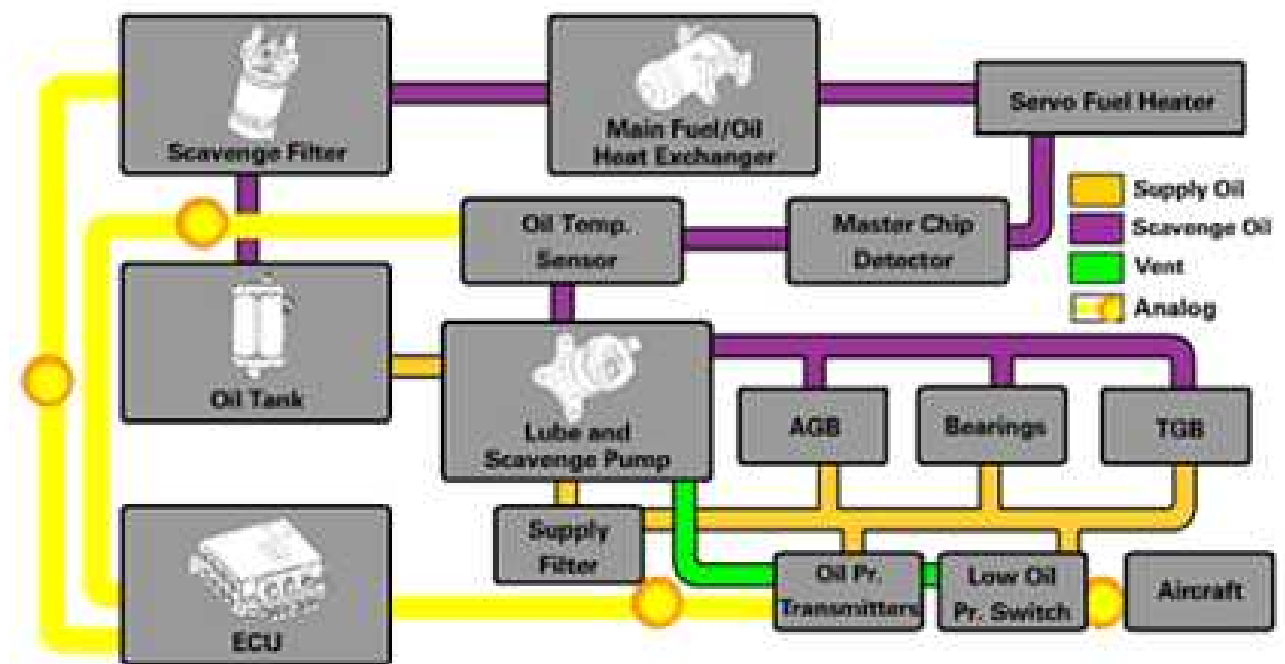 Scavenge Filter
Main Fuel/Oil
Heat Exchanger
Servo Fuel Heater
Oil Temp.
Sensor
Master Chip
Detector
Supply Oil
Scavenge Oil
Vent
Analog
Oil Tank
Lube and
Scavenge Pump
AGB
Bearings
TGB
Supply
Filter
Oil Pr.
Transmitters
Low Oil
Pr. Switch
Aircraft
ECU